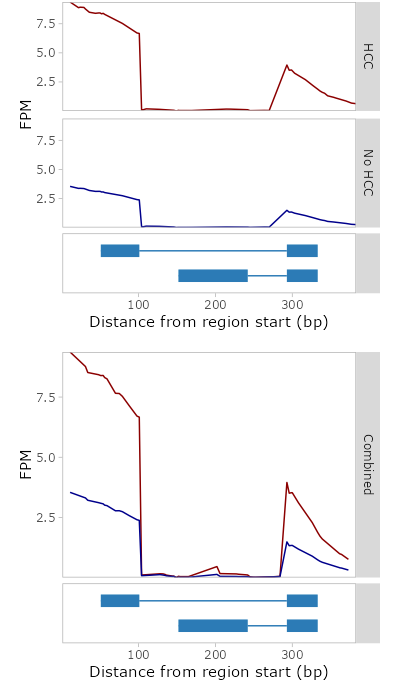 7.5
5.0
2.5
HCC
FPM
7.5
5.0
2.5
No HCC
100 200 300
Distance from region start (bp)
7.5
5.0
2.5
FPM
Combined
100 200 300
Distance from region start (bp)